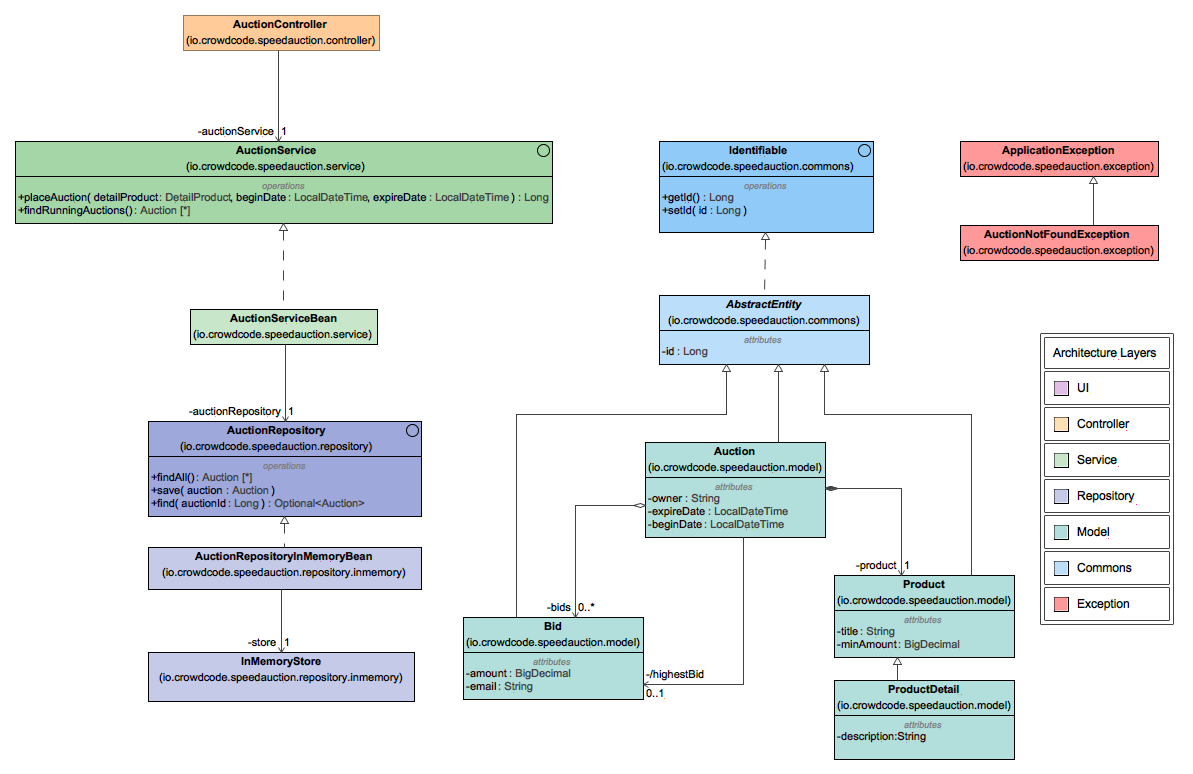 AuctionController
(io.crowdcode.speedauction.controller)
-auctionService 1
AuctionService
(io.crowdcode.speedauction.service)
operations
+placeAuction( detailProduct : DetailProduct, beginDate : LocalDateTime, expireDate : LocalDateTime ) : Long
+findRunningAuctions() : Auction [*]
AuctionServiceBean
(io.crowdcode.speedauction.service)
-auctionRepository 1
AuctionRepository
(io.crowdcode.speedauction.repository)
operations
+findAll() : Auction [*]
+save( auction : Auction )
+find( auctionId : Long ) : Optional<Auction>
AuctionRepositoryInMemoryBean
(io.crowdcode.speedauction.repository.inmemory)
-store 1
InMemoryStore
(io.crowdcode.speedauction.repository.inmemory)
Identifiable
(io.crowdcode.speedauction.commons)
operations
+getId() : Long
+setId( id : Long )
AbstractEntity
(io.crowdcode.speedauction.commons)
attributes
-id : Long
Auction
(io.crowdcode.speedauction.model)
attributes
-owner : String
-expireDate : LocalDateTime
-beginDate : LocalDateTime
-bids 0..*
Bid
(io.crowdcode.speedauction.model)
attributes
-amount : BigDecimal
-email : String
-/highestBid
0..1
-product 1
Product
(io.crowdcode.speedauction.model)
attributes
-title : String
-minAmount : BigDecimal
ProductDetail
(io.crowdcode.speedauction.model)
attributes
-description:String
ApplicationException
(io.crowdcode.speedauction.exception)
AuctionNotFoundException
(io.crowdcode.speedauction.exception)
Architecture Layers
UI
Controller
Service
Repository
Model
Commons
Exception